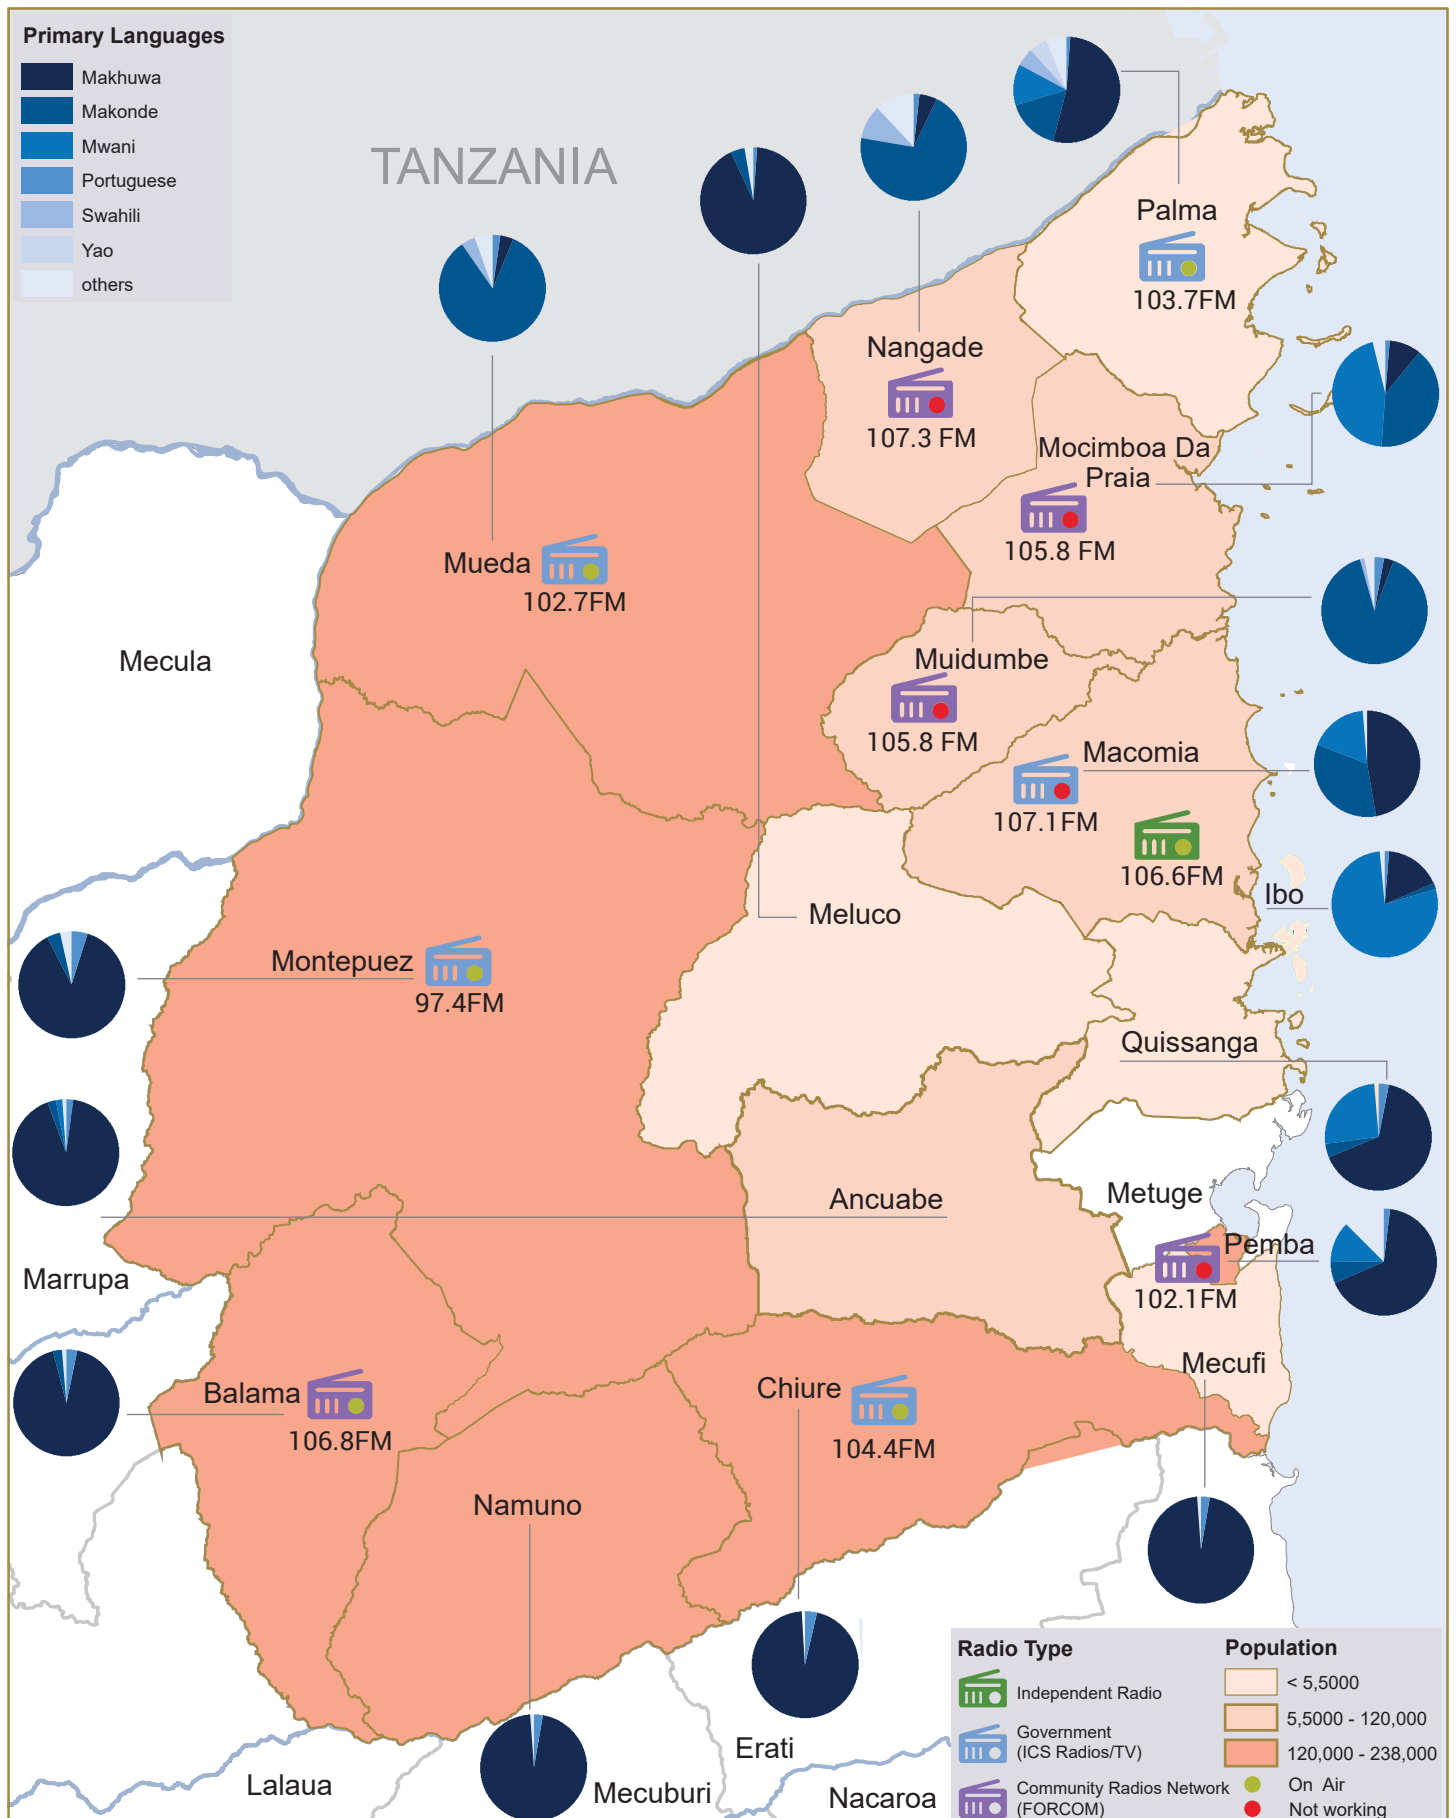 Primary Languages
Makhuwa
Makonde
Mwani
Portuguese
Swahili
Yao
others
TANZANIA
Palma
103.7FM
Nangade
107.3 FM
Mocimboa Da
Praia
105.8 FM
Mueda
102.7FM
Mecula
Muidumbe
105.8 FM
Macomia
107.1FM
106.6FM
Ibo
Meluco
Montepuez
97.4FM
Quissanga
Ancuabe
Metuge
Pemba
102.1FM
Marrupa
Mecufi
Balama
106.8FM
Chiure
104.4FM
Namuno
Erati
Lalaua
Mecuburi
Nacaroa
Radio Type
Independent Radio
Government
(ICS Radios/TV)
Community Radios Network
(FORCOM)
Population
< 5,5000
5,5000 - 120,000
120,000 - 238,000
On Air
Not working